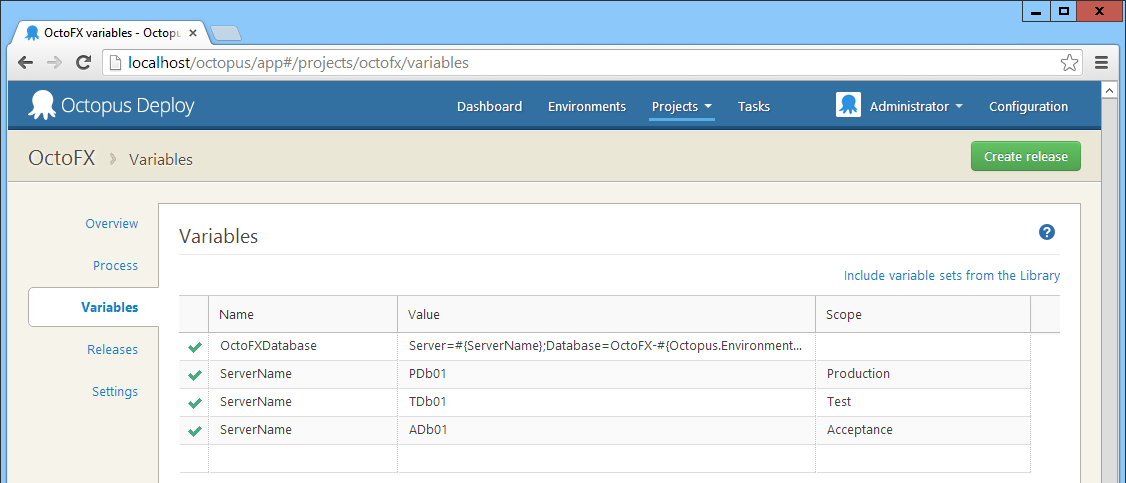 OctoFX variables - Octopu
localhost/octopus/app#/projects/octofx/variables
Octopus Deploy Dashboard Environments Projects Tasks Administrator Configuration
OctoFX Variables Create release
Overview
Process
Variables
Releases
Settings
Variables
Include variable sets from the Library
Name Value Scope
OctoFXDatabase Server=#{ServerName};Database=OctoFX-#{Octopus.Environment...
ServerName PDb01 Production
ServerName TDb01 Test
ServerName ADb01 Acceptance